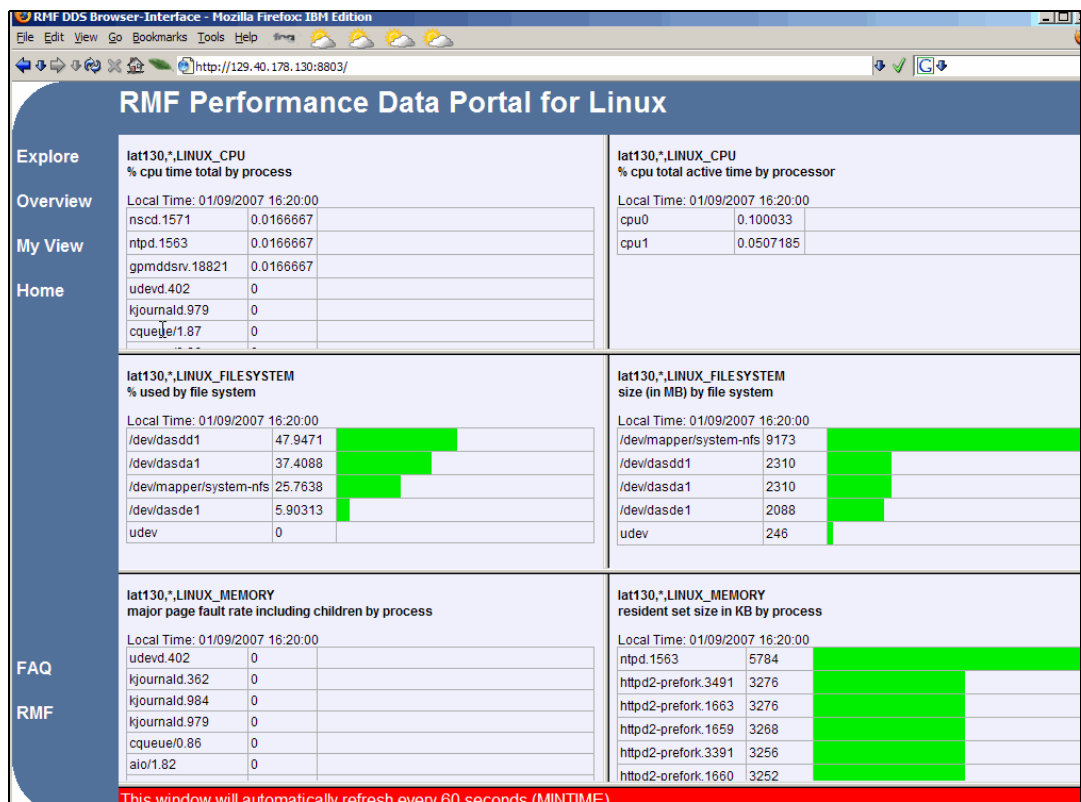 RMF DDS Browser-Interface - Mozilla Firefox: IBM Edition
File Edit View Go Bookmarks Tools Help
http://129.40.178.130:8803/
RMF Performance Data Portal for Linux
Explore
Overview
My View
Home
FAQ
RMF
lat130,*,LINUX_CPU
% cpu time total by process
Local Time: 01/09/2007 16:20:00
nscd.1571 0.0166667
ntpd.1563 0.0166667
gpmddsrv.18821 0.0166667
udevd.402 0
kjournald.979 0
cqueue/1.87 0
lat130,*,LINUX_CPU
% cpu total active time by processor
Local Time: 01/09/2007 16:20:00
cpu0 0.100033
cpu1 0.0507185
lat130,*,LINUX_FILESYSTEM
% used by file system
Local Time: 01/09/2007 16:20:00
/dev/dasdd1 47.9471
/dev/dasda1 37.4088
/dev/mapper/system-nfs 25.7638
/dev/dasde1 5.90313
udev 0
lat130,*,LINUX_FILESYSTEM
size (in MB) by file system
Local Time: 01/09/2007 16:20:00
/dev/mapper/system-nfs 9173
/dev/dasdd1 2310
/dev/dasda1 2310
/dev/dasde1 2088
udev 246
lat130,*,LINUX_MEMORY
major page fault rate including children by process
Local Time: 01/09/2007 16:20:00
udevd.402 0
kjournald.362 0
kjournald.984 0
kjournald.979 0
cqueue/0.86 0
aio/1.82 0
lat130,*,LINUX_MEMORY
resident set size in KB by process
Local Time: 01/09/2007 16:20:00
ntpd.1563 5784
httpd2-prefork.3491 3276
httpd2-prefork.1663 3276
httpd2-prefork.1659 3268
httpd2-prefork.3391 3256
httpd2-prefork.1660 3252
This window will automatically refresh every 60 seconds (MINTIME)